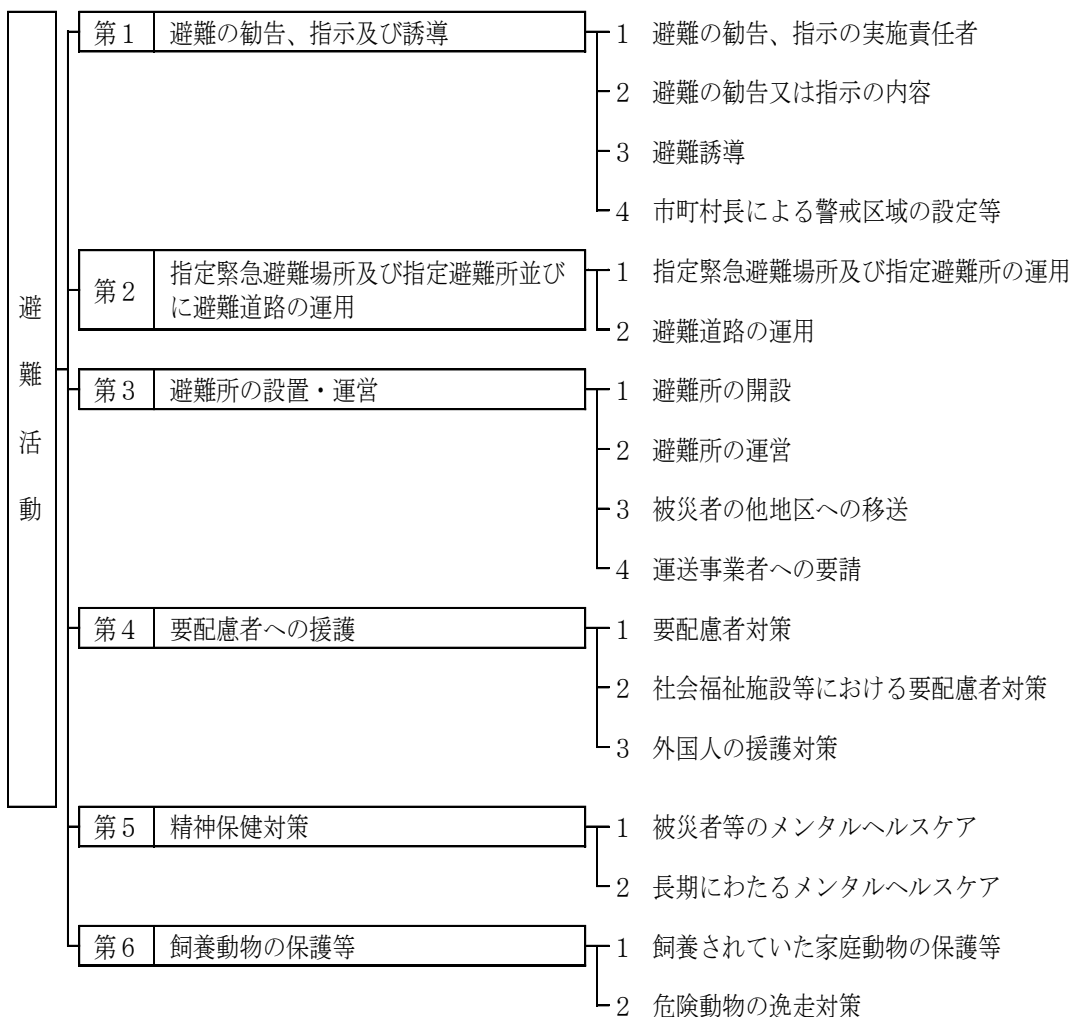 避難活動
第1 避難の勧告、指示及び誘導
1 避難の勧告、指示の実施責任者
2 避難の勧告又は指示の内容
3 避難誘導
4 市町村長による警戒区域の設定等
第2 指定緊急避難場所及び指定避難所並び
に避難道路の運用
1 指定緊急避難場所及び指定避難所の運用
2 避難道路の運用
第3 避難所の設置・運営
1 避難所の開設
2 避難所の運営
3 被災者の他地区への移送
4 運送事業者への要請
第4 要配慮者への援護
1 要配慮者対策
2 社会福祉施設等における要配慮者対策
3 外国人の援護対策
第5 精神保健対策
1 被災者等のメンタルヘルスケア
2 長期にわたるメンタルヘルスケア
第6 飼養動物の保護等
1 飼養されていた家庭動物の保護等
2 危険動物の逸走対策